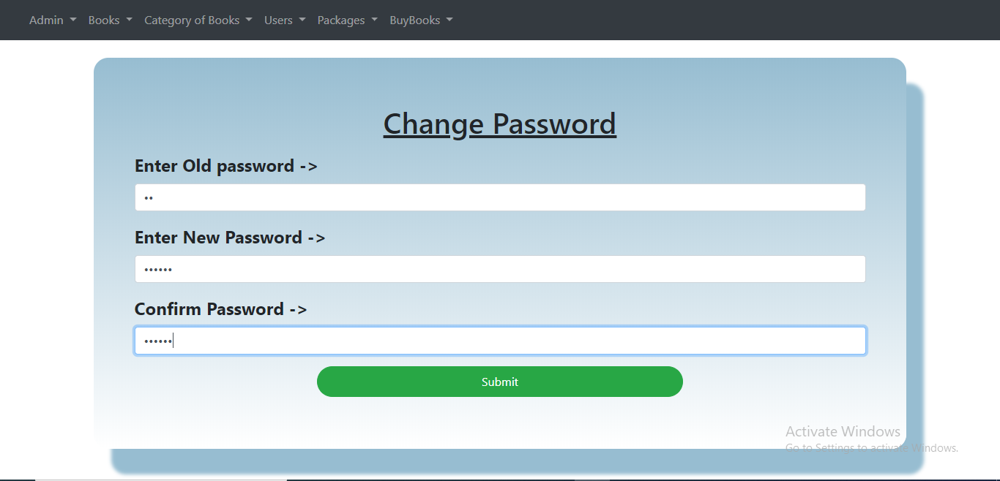 Admin Books Category of Books Users Packages BuyBooks
Change Password
Enter Old password ->
••
Enter New Password ->
••••••
Confirm Password ->
••••••
Submit
Activate Windows
Go to Settings to activate Windows.